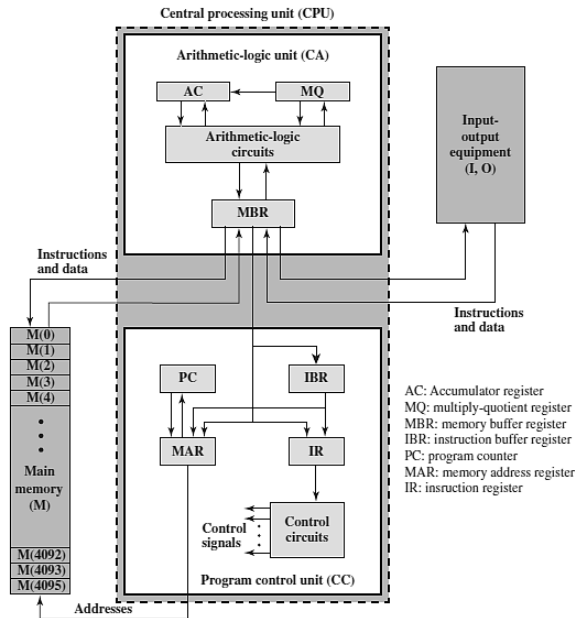 Central processing unit (CPU)
Arithmetic-logic unit (CA)
AC
MQ
Arithmetic-logic
circuits
MBR
Input-
output
equipment
(I, O)
Instructions
and data
Instructions
and data
M(0)
M(1)
M(2)
M(3)
M(4)
Main
memory
(M)
M(4092)
M(4093)
M(4095)
PC
IBR
MAR
IR
Control
signals
Control
circuits
Program control unit (CC)
Addresses
AC: Accumulator register
MQ: multiply-quotient register
MBR: memory buffer register
IBR: instruction buffer register
PC: program counter
MAR: memory address register
IR: insruction register